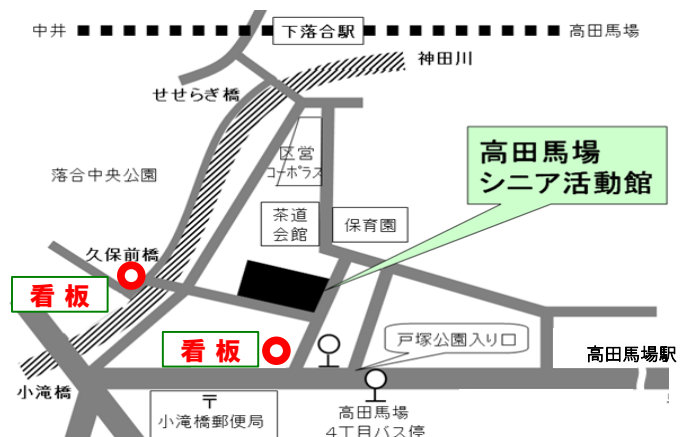 中井
下落合駅
高田馬場
神田川
せせらぎ橋
区営
コーポラス
高田馬場
シニア活動館
落合中央公園
茶道
会館
保育園
久保前橋
看板
看板
戸塚公園入り口
高田馬場駅
小滝橋
〒
小滝橋郵便局
高田馬場
4丁目バス停